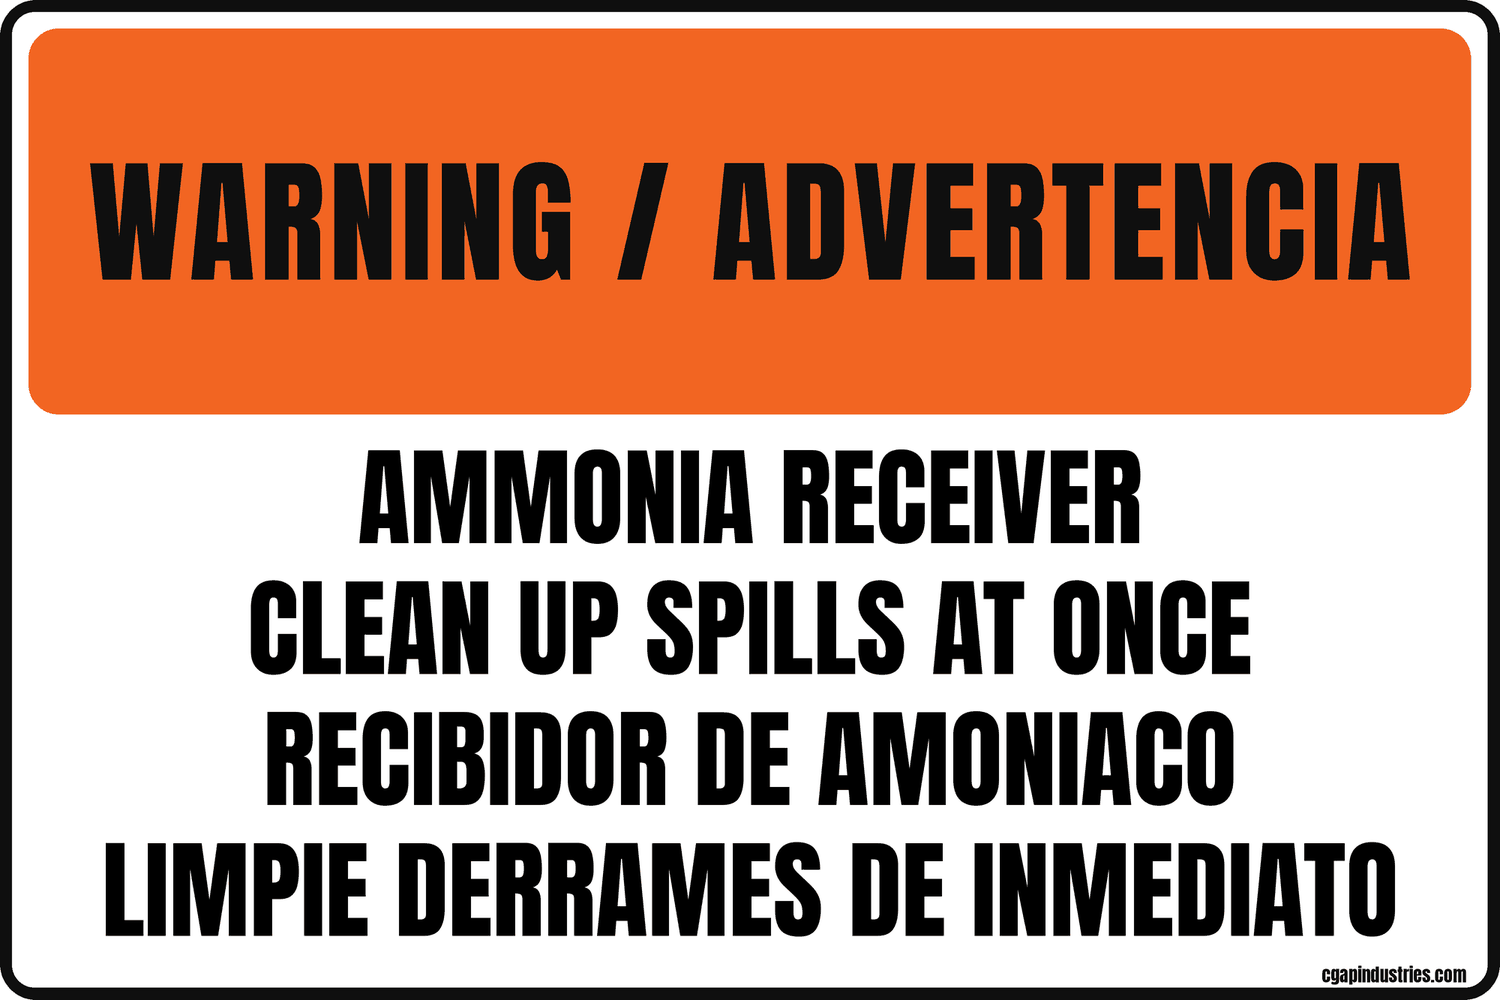 WARNING / ADVERTENCIA
AMMONIA RECEIVER
CLEAN UP SPILLS AT ONCE
RECIBIDOR DE AMONIACO
LIMPIE DERRAMES DE INMEDIATO
cgapindustries.com